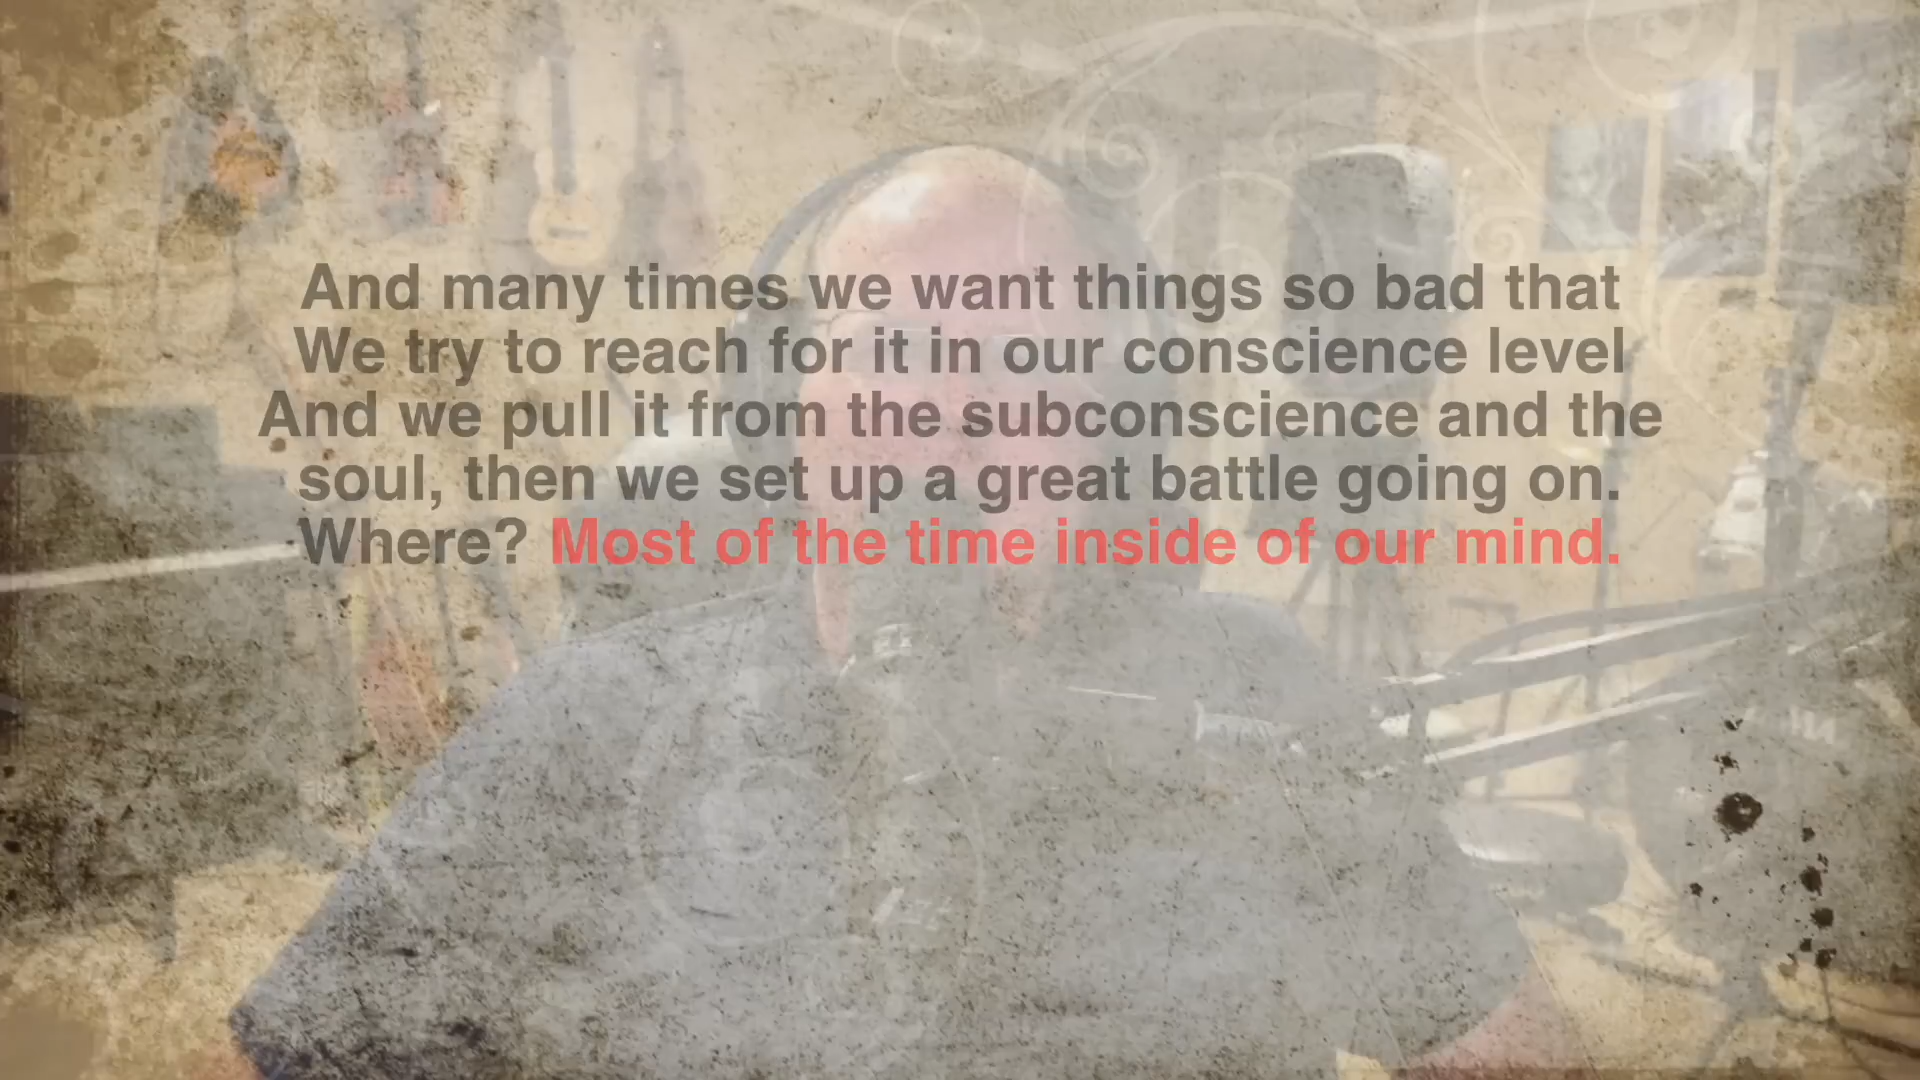 And many times we want things so bad that
We try to reach for it in our conscience level
And we pull it from the subconscience and the
soul, then we set up a great battle going on.
Where? Most of the time inside of our mind.